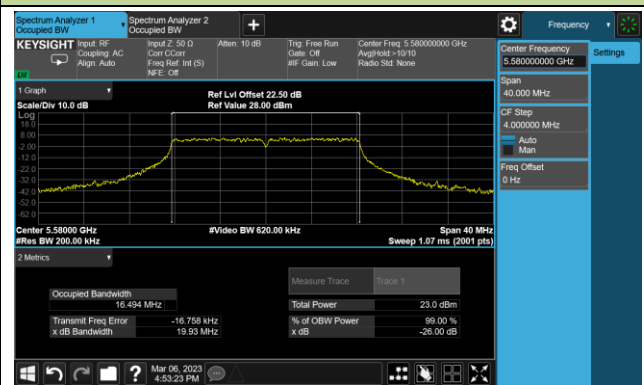 Spectrum Analyzer 1
Occupied BW
Spectrum Analyzer 2
Occupied BW
Frequency
KEYSIGHT
Input: RF
Coupling: AC
Align: Auto
Input Z: 50 Ω
Corr CCorr
Freq Ref: Int (S)
NFE: Off
Atten: 10 dB
Trig: Free Run
Gate: Off
#IF Gain: Low
Center Freq: 5.580000000 GHz
Avg|Hold:>10/10
Radio Std: None
Center Frequency
5.580000000 GHz
Settings
Span
40.000 MHz
CF Step
4.000000 MHz
Auto
Man
Freq Offset
0 Hz
1 Graph
Scale/Div 10.0 dB
Ref Lvl Offset 22.50 dB
Ref Value 28.00 dBm
Log
18.0
8.00
-2.00
-12.0
-22.0
-32.0
-42.0
-52.0
-62.0
Center 5.58000 GHz
#Res BW 200.00 kHz
#Video BW 620.00 kHz
Span 40 MHz
Sweep 1.07 ms (2001 pts)
2 Metrics
Measure Trace
Trace 1
Occupied Bandwidth
16.494 MHz
Total Power
23.0 dBm
Transmit Freq Error
-16.758 kHz
% of OBW Power
99.00 %
x dB Bandwidth
19.93 MHz
x dB
-26.00 dB
Mar 06, 2023
4:53:23 PM